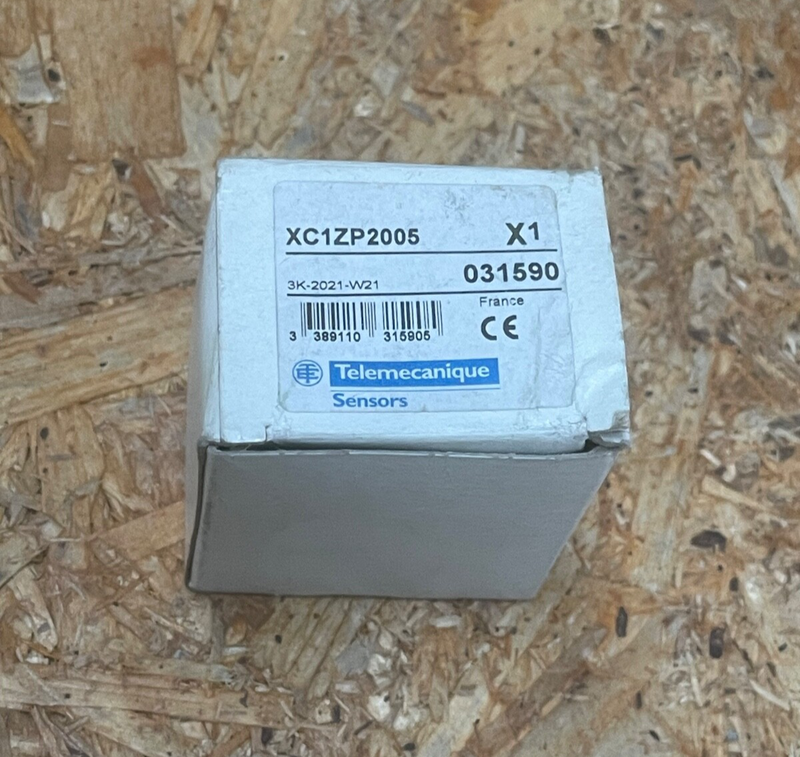 XC1ZP2005 X1
031590
3K-2021-W21
France
3 389110 315905
CE
Telemecanique
Sensors